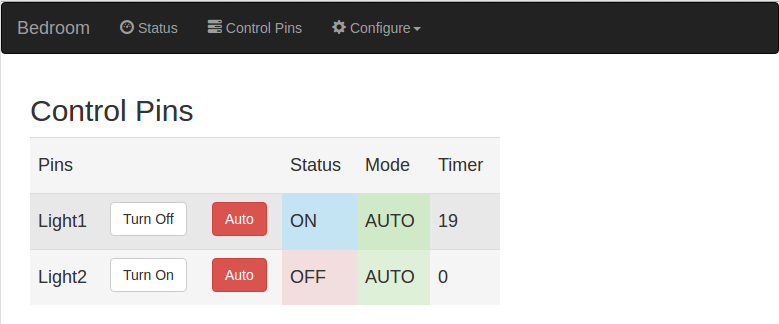 Bedroom Status Control Pins Configure
Control Pins
Pins Status Mode Timer
Light1 Turn Off Auto ON AUTO 19
Light2 Turn On Auto OFF AUTO 0